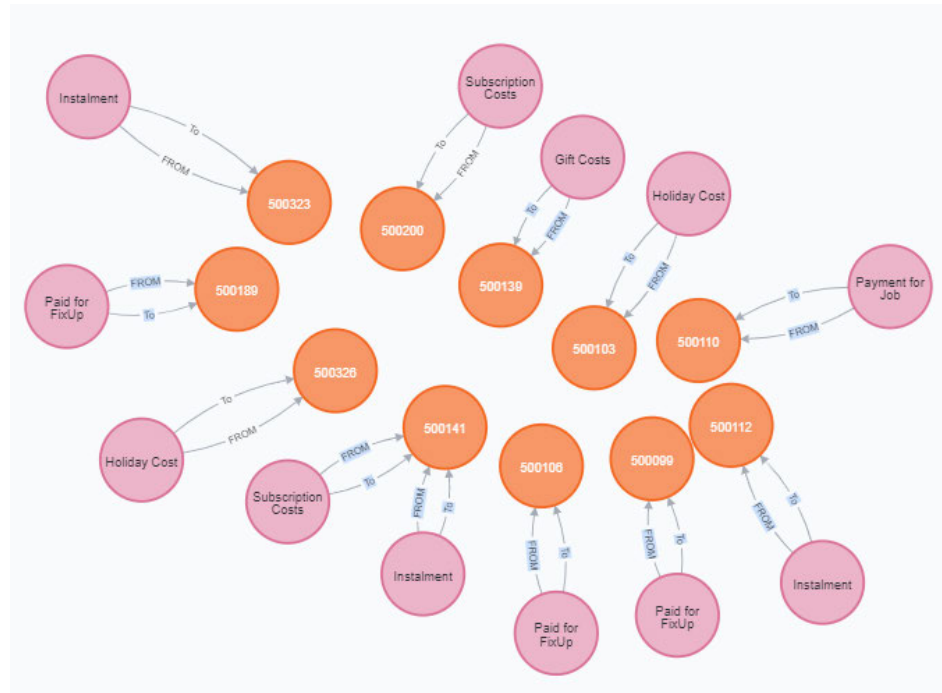 Instalment
To
FROM
500323
Subscription
Costs
To
FROM
500200
Gift Costs
To
FROM
500139
Holiday Cost
To
FROM
500103
Payment for
Job
To
FROM
500110
Paid for
FixUp
FROM
To
500189
Holiday Cost
To
FROM
500326
Subscription
Costs
FROM
To
500141
Instalment
FROM
To
500106
FROM
To
Paid for
FixUp
500099
FROM
To
Paid for
FixUp
500112
FROM
To
Instalment